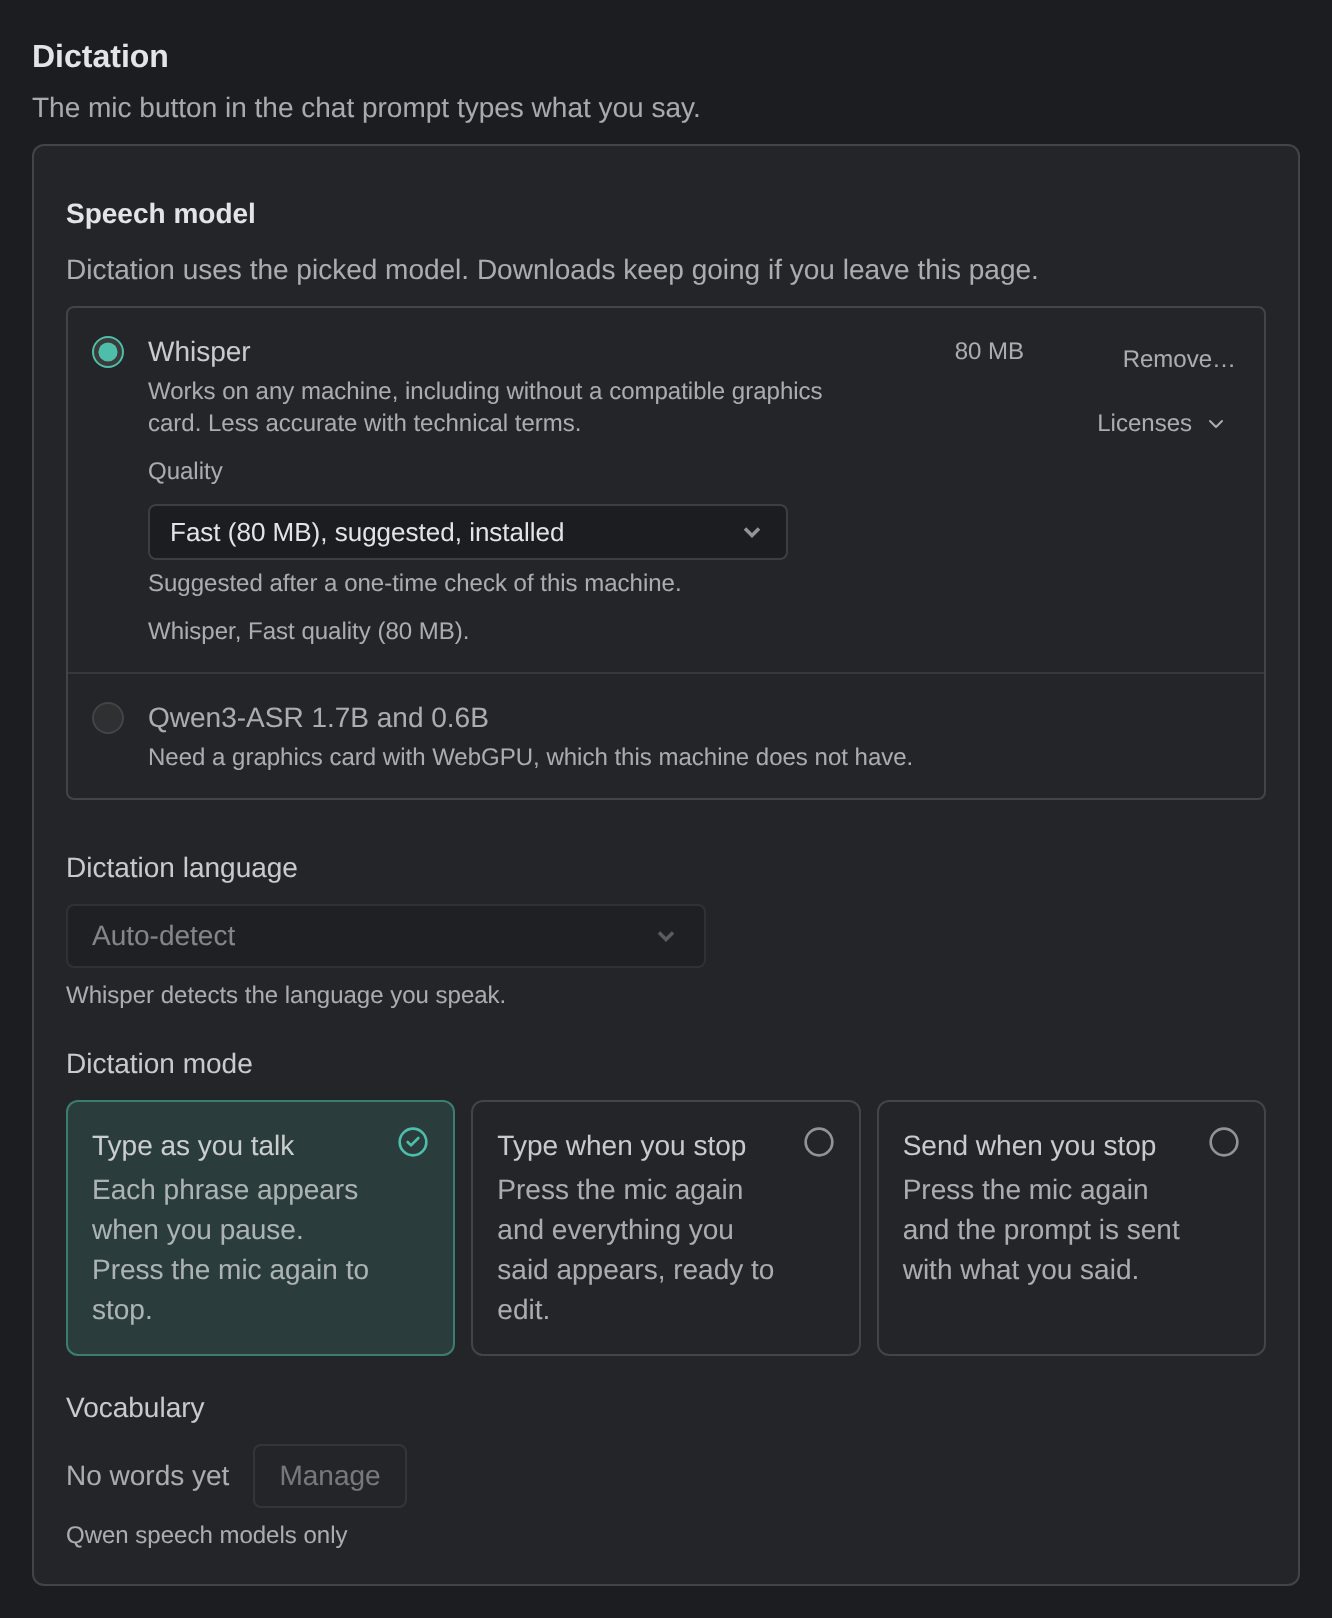 Dictation
The mic button in the chat prompt types what you say.
Speech model
Dictation uses the picked model. Downloads keep going if you leave this page.
Whisper
80 MB
Remove…
Works on any machine, including without a compatible graphics
card. Less accurate with technical terms.
Licenses
Quality
Fast (80 MB), suggested, installed
Suggested after a one-time check of this machine.
Whisper, Fast quality (80 MB).
Qwen3-ASR 1.7B and 0.6B
Need a graphics card with WebGPU, which this machine does not have.
Dictation language
Auto-detect
Whisper detects the language you speak.
Dictation mode
Type as you talk
Each phrase appears
when you pause.
Press the mic again to
stop.
Type when you stop
Press the mic again
and everything you
said appears, ready to
edit.
Send when you stop
Press the mic again
and the prompt is sent
with what you said.
Vocabulary
No words yet
Manage
Qwen speech models only